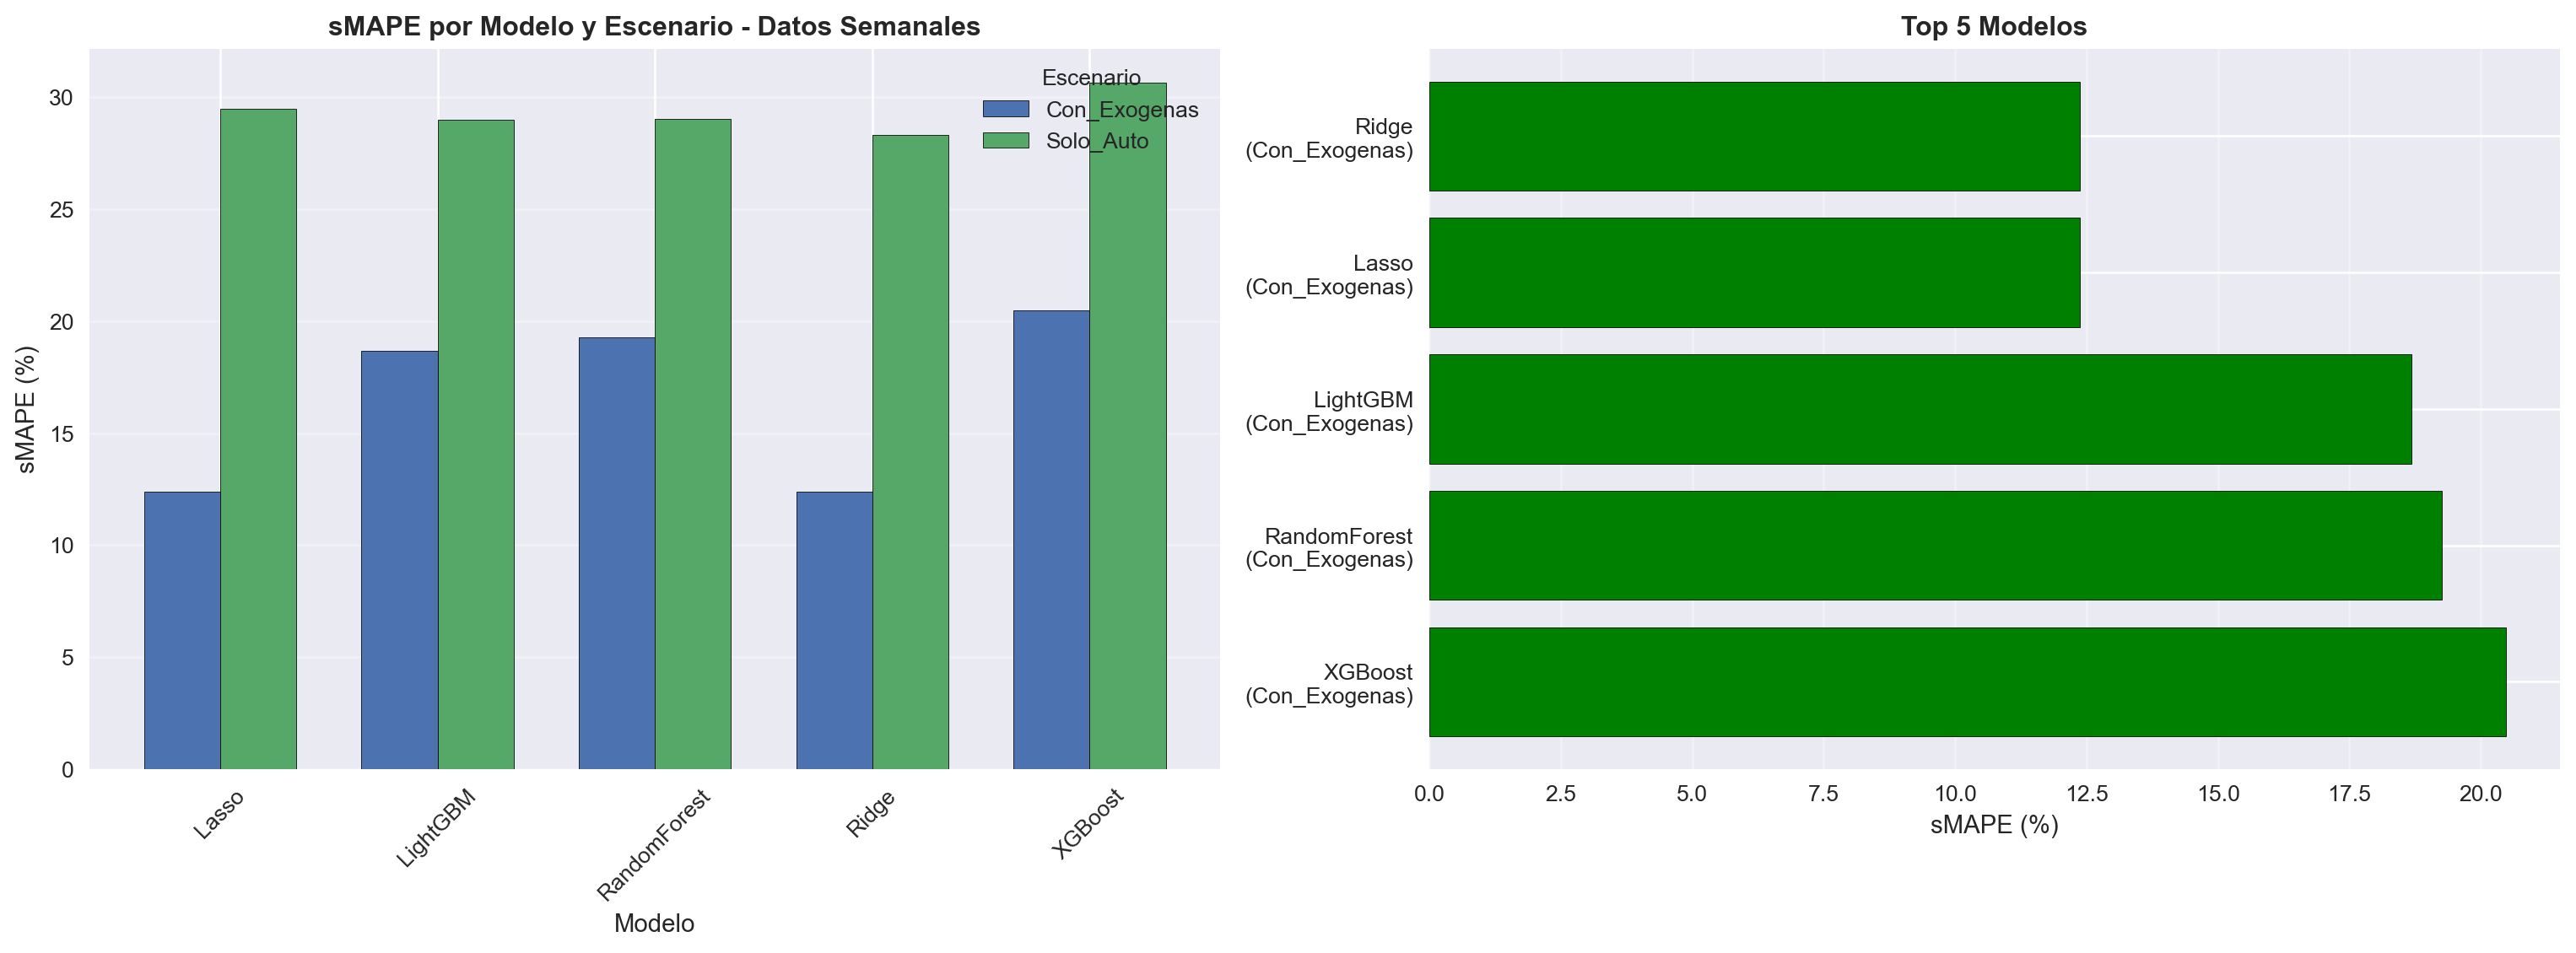 sMAPE por Modelo y Escenario - Datos Semanales
sMAPE (%)
30
25
20
15
10
5
0
Escenario
Con_Exogenas
Solo_Auto
Lasso
LightGBM
RandomForest
Ridge
XGBoost
Modelo
Top 5 Modelos
Ridge
(Con_Exogenas)
Lasso
(Con_Exogenas)
LightGBM
(Con_Exogenas)
RandomForest
(Con_Exogenas)
XGBoost
(Con_Exogenas)
0.0 2.5 5.0 7.5 10.0 12.5 15.0 17.5 20.0
sMAPE (%)